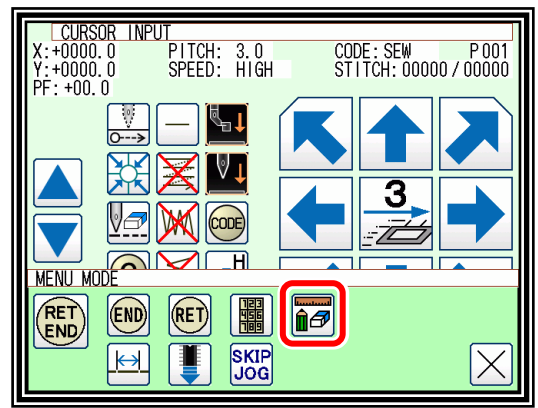 CURSOR INPUT
X:+0000.0 PITCH: 3.0 CODE: SEW P001
Y:+0000.0 SPEED: HIGH STITCH:00000/00000
PF:+00.0
3
CODE
H
MENU MODE
RET END
END
RET
123
456
789
SKIP JOG